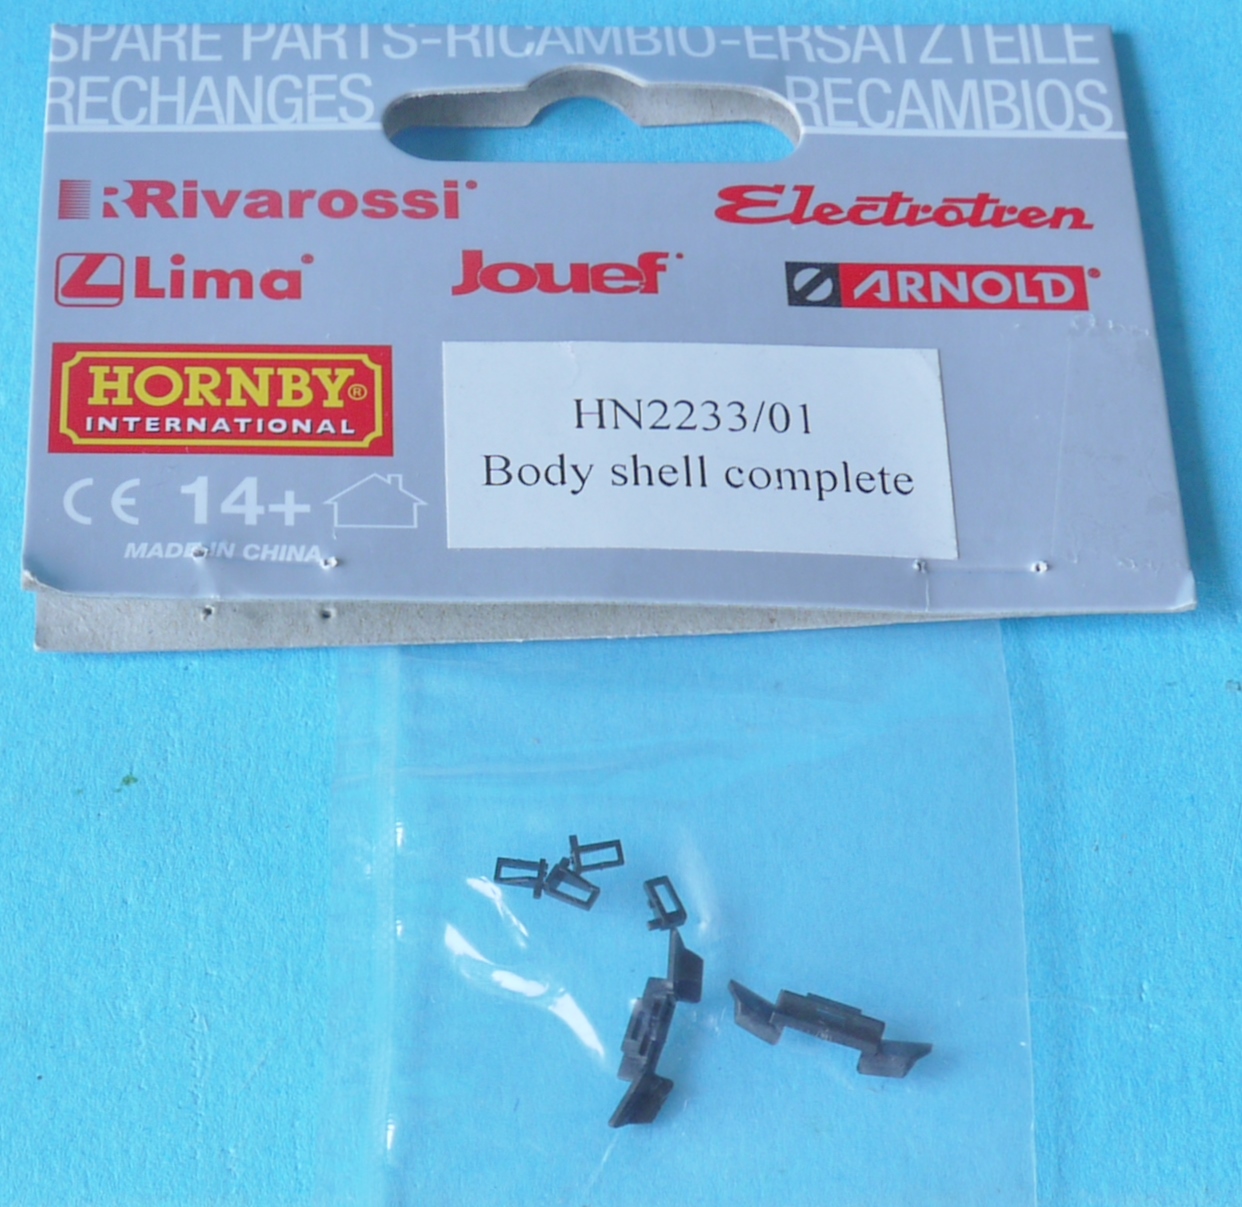 SPARE PARTS-RICAMBIO-ERSATZTEILE
RECHANGES RECAMBIOS
Rivarossi Electrotren
Lima Jouef ARNOLD
HORNBY®
INTERNATIONAL
HN2233/01
Body shell complete
CE 14+
MADE IN CHINA